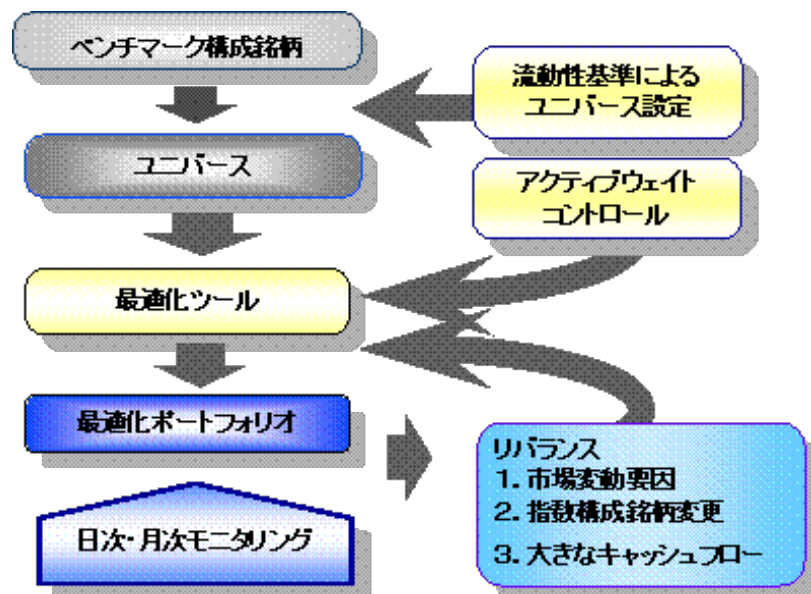 ベンチマーク構成銘柄
流動性基準による
ユニバース設定
ユニバース
アクティブウェイト
コントロール
最適化ツール
最適化ポートフォリオ
リバランス
1. 市場変動要因
2. 指数構成銘柄変更
3. 大きなキャッシュフロー
日次・月次モニタリング